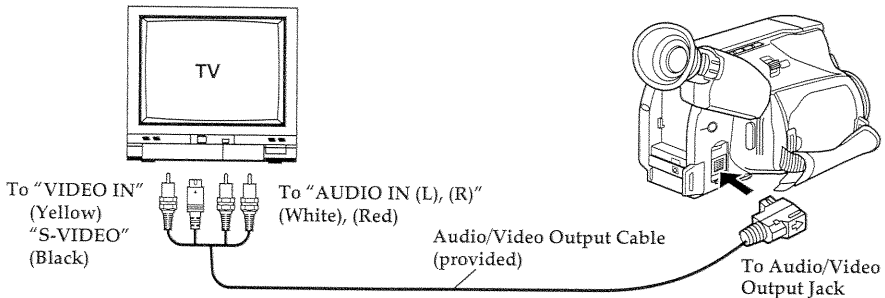 TV
To “VIDEO IN”
(Yellow)
“S-VIDEO”
(Black)
To “AUDIO IN (L), (R)”
(White), (Red)
Audio/Video Output Cable
(provided)
To Audio/Video
Output Jack